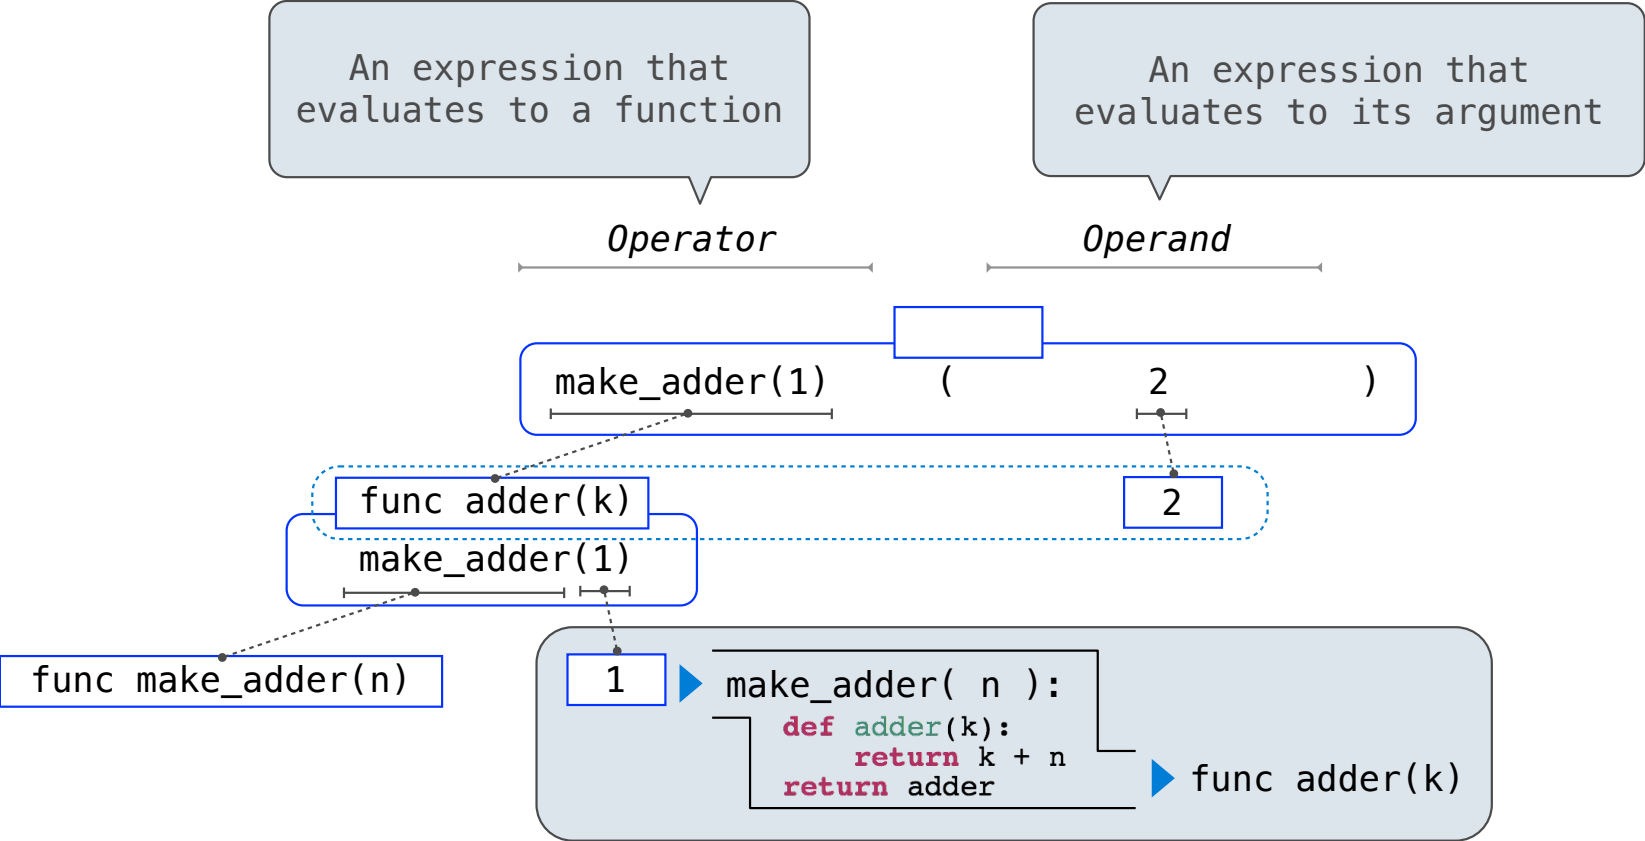 An expression that
evaluates to a function
An expression that
evaluates to its argument
Operator
Operand
make_adder(1) ( 2 )
func adder(k)
2
make_adder(1)
func make_adder(n)
1
make_adder( n ):
def adder(k):
return k + n
return adder
func adder(k)